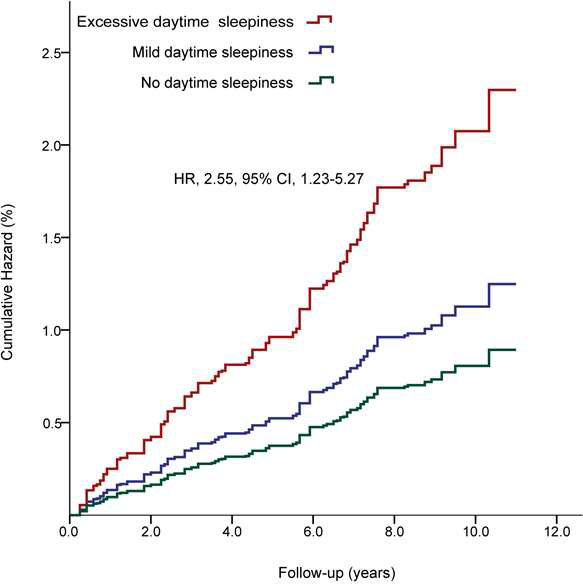 Excessive daytime sleepiness
Mild daytime sleepiness
No daytime sleepiness
HR, 2.55, 95% CI, 1.23-5.27
Cumulative Hazard (%)
2.5
2.0
1.5
1.0
0.5
0.0 2.0 4.0 6.0 8.0 10.0 12.0
Follow-up (years)